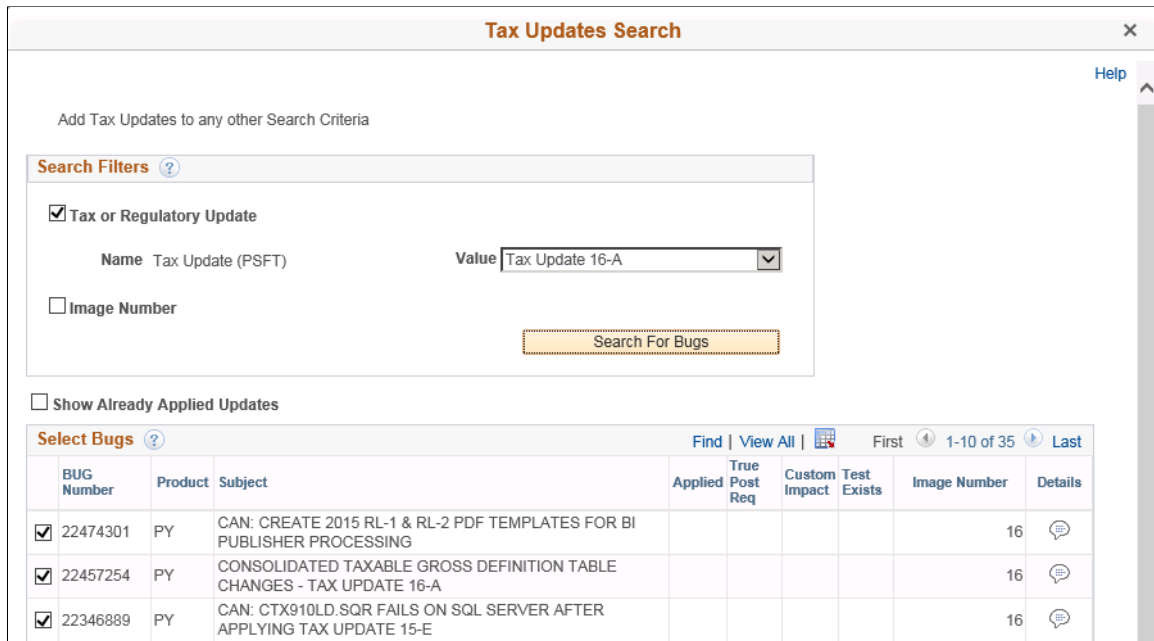 Tax Updates Search
×
Help
Add Tax Updates to any other Search Criteria
Search Filters ?
Tax or Regulatory Update
Name Tax Update (PSFT) Value Tax Update 16-A
Image Number
Search For Bugs
Show Already Applied Updates
Select Bugs ? Find | View All | First 1-10 of 35 Last
BUG Number Product Subject Applied True Post Req Custom Impact Test Exists Image Number Details
22474301 PY CAN: CREATE 2015 RL-1 & RL-2 PDF TEMPLATES FOR BI
PUBLISHER PROCESSING 16
22457254 PY CONSOLIDATED TAXABLE GROSS DEFINITION TABLE
CHANGES - TAX UPDATE 16-A 16
22346889 PY CAN: CTX910LD.SQR FAILS ON SQL SERVER AFTER
APPLYING TAX UPDATE 15-E 16